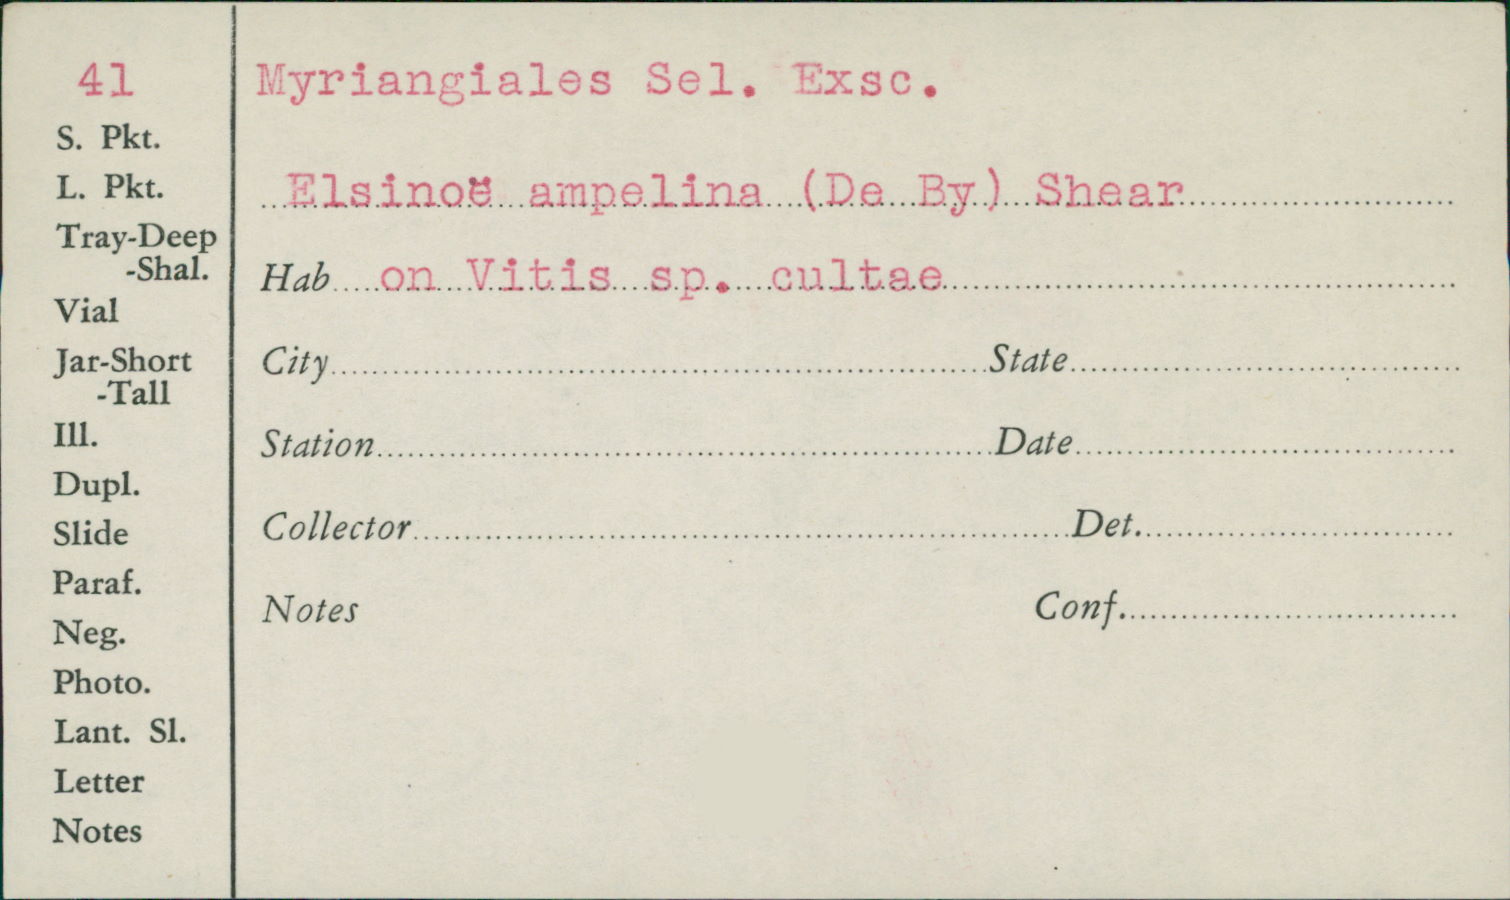 41
S. Pkt.
L. Pkt.
Tray-Deep
-Shal.
Vial
Jar-Short
-Tall
Ill.
Dupl.
Slide
Paraf.
Neg.
Photo.
Lant. Sl.
Letter
Notes
Myriangiales Sel. Exsc.
Elsinoë ampelina (De By) Shear
Hab on Vitis sp. cultae
City State
Station Date
Collector Det.
Notes Conf.